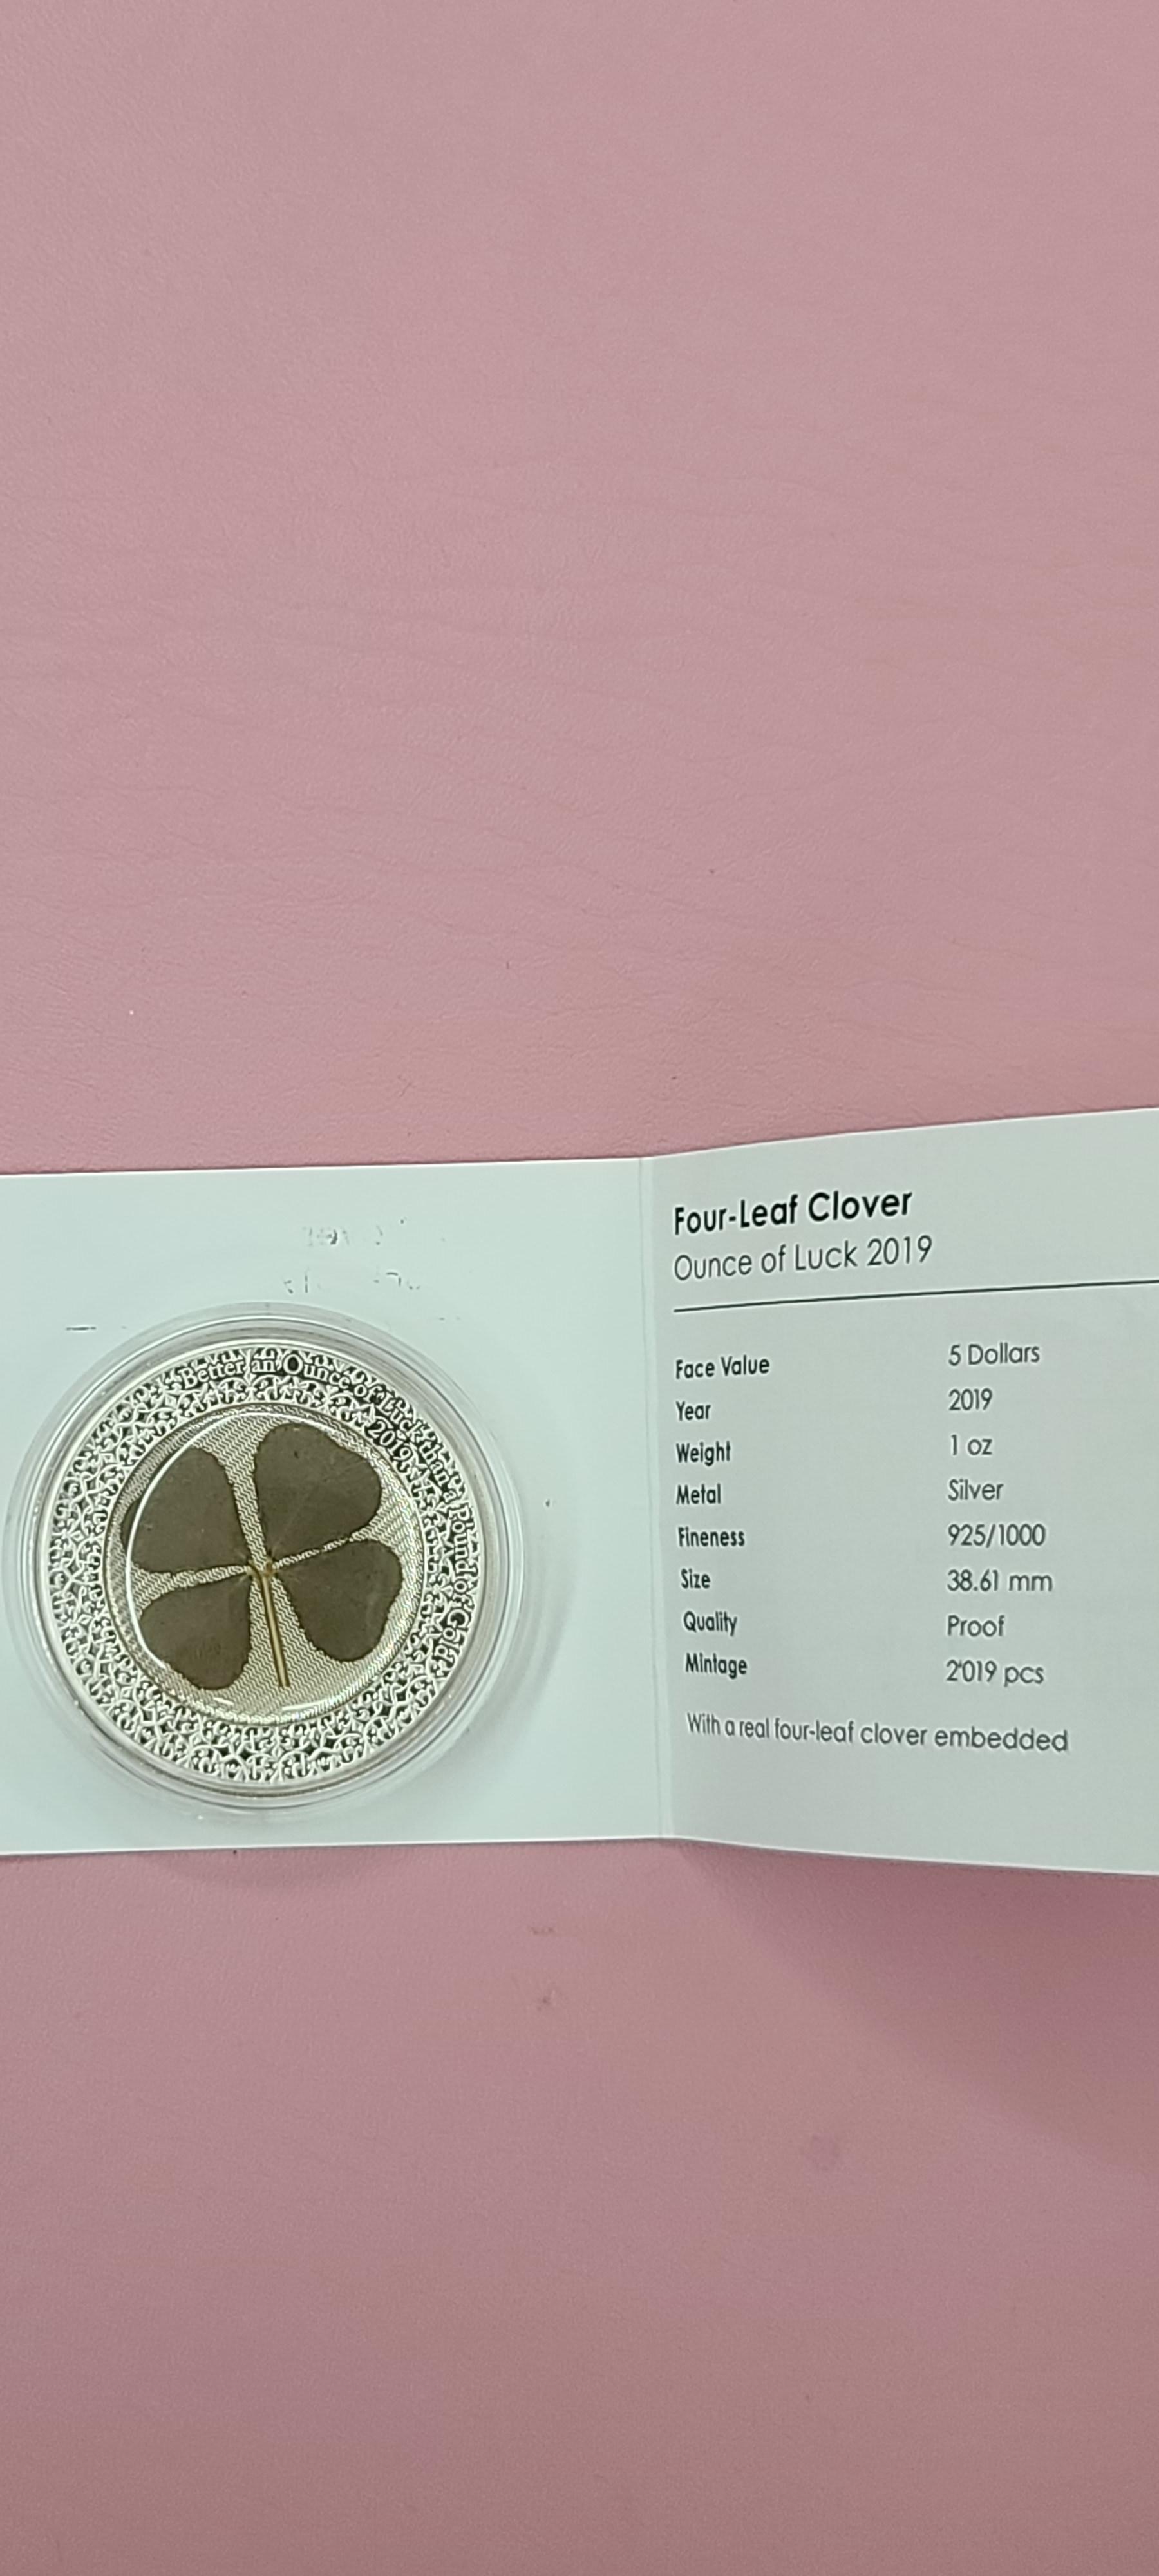 Better an Ounce of Luck than a Pound of Gold
2019
Four-Leaf Clover
Ounce of Luck 2019
Face Value 5 Dollars
Year 2019
Weight 1 oz
Metal Silver
Fineness 925/1000
Size 38.61 mm
Quality Proof
Mintage 2'019 pcs
With a real four-leaf clover embedded